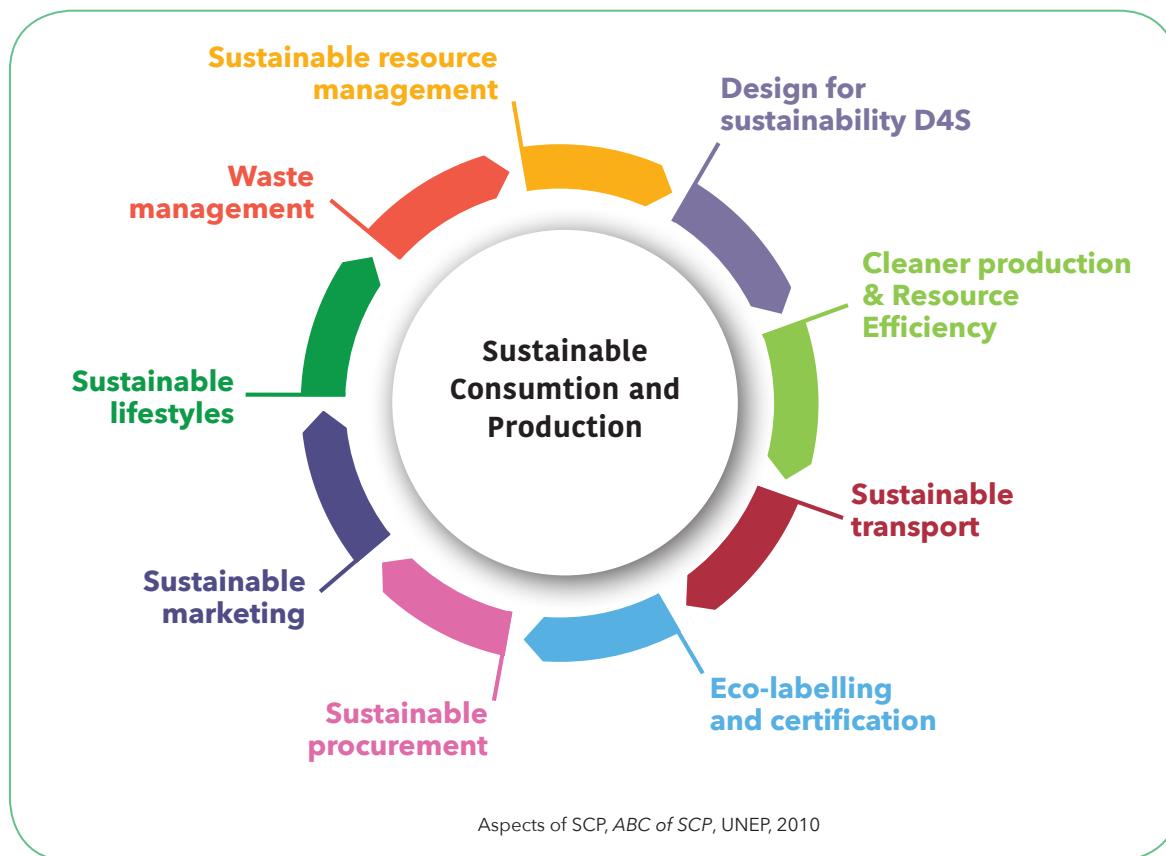 Sustainable resource
management
Design for
sustainability D4S
Waste
management
Cleaner production
& Resource
Efficiency
Sustainable
Consumtion and
Production
Sustainable
lifestyles
Sustainable
transport
Sustainable
marketing
Eco-labelling
and certification
Sustainable
procurement
Aspects of SCP, ABC of SCP, UNEP, 2010